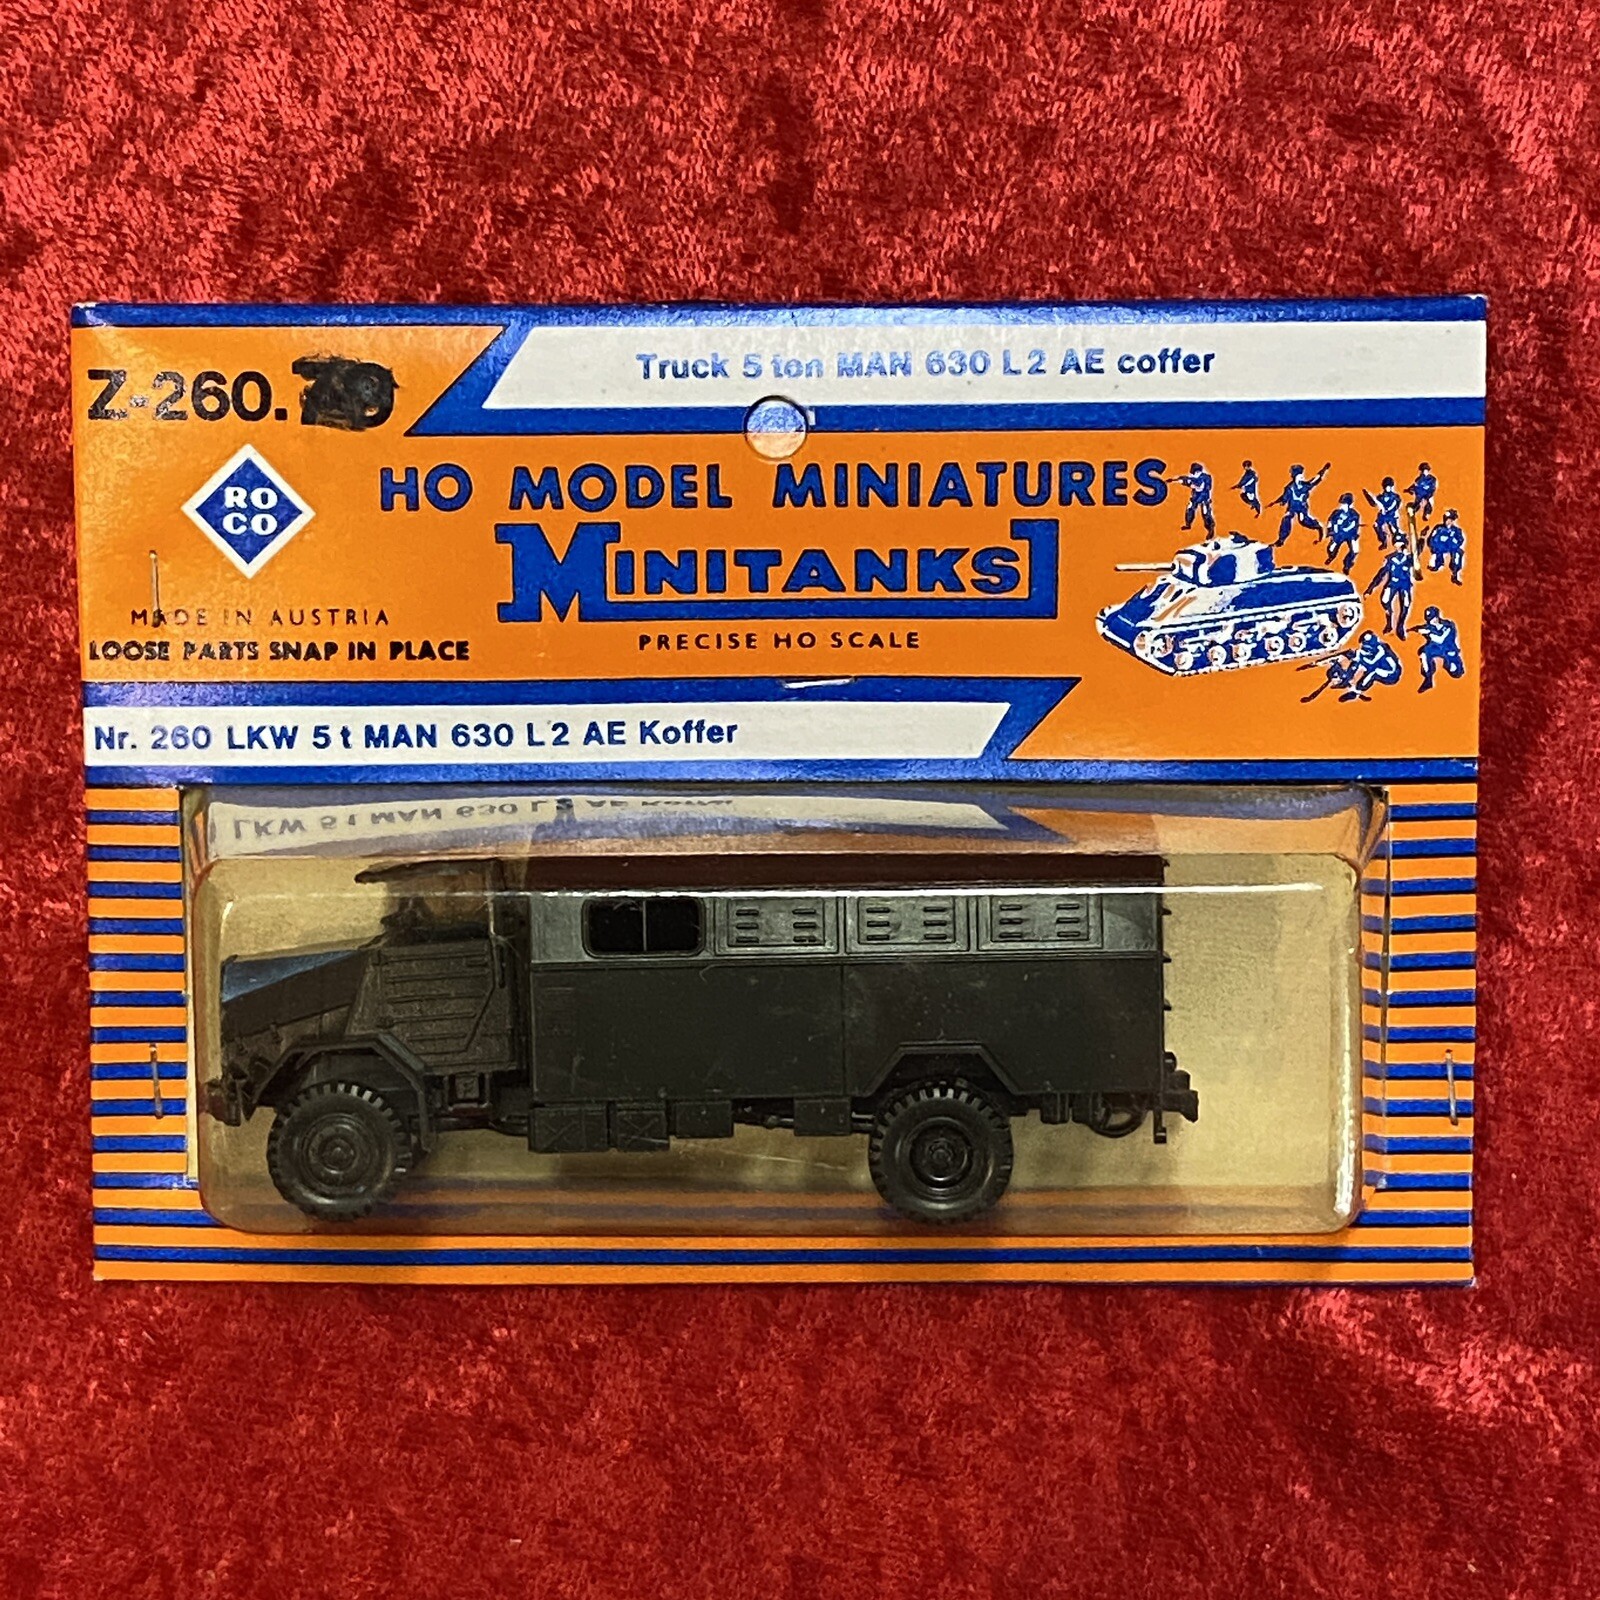 Truck 5 ton MAN 630 L2 AE coffer
Z-260.
RO
CO
HO MODEL MINIATURES
MINITANKS
PRECISE HO SCALE
MADE IN AUSTRIA
LOOSE PARTS SNAP IN PLACE
Nr. 260 LKW 5 t MAN 630 L2 AE Koffer